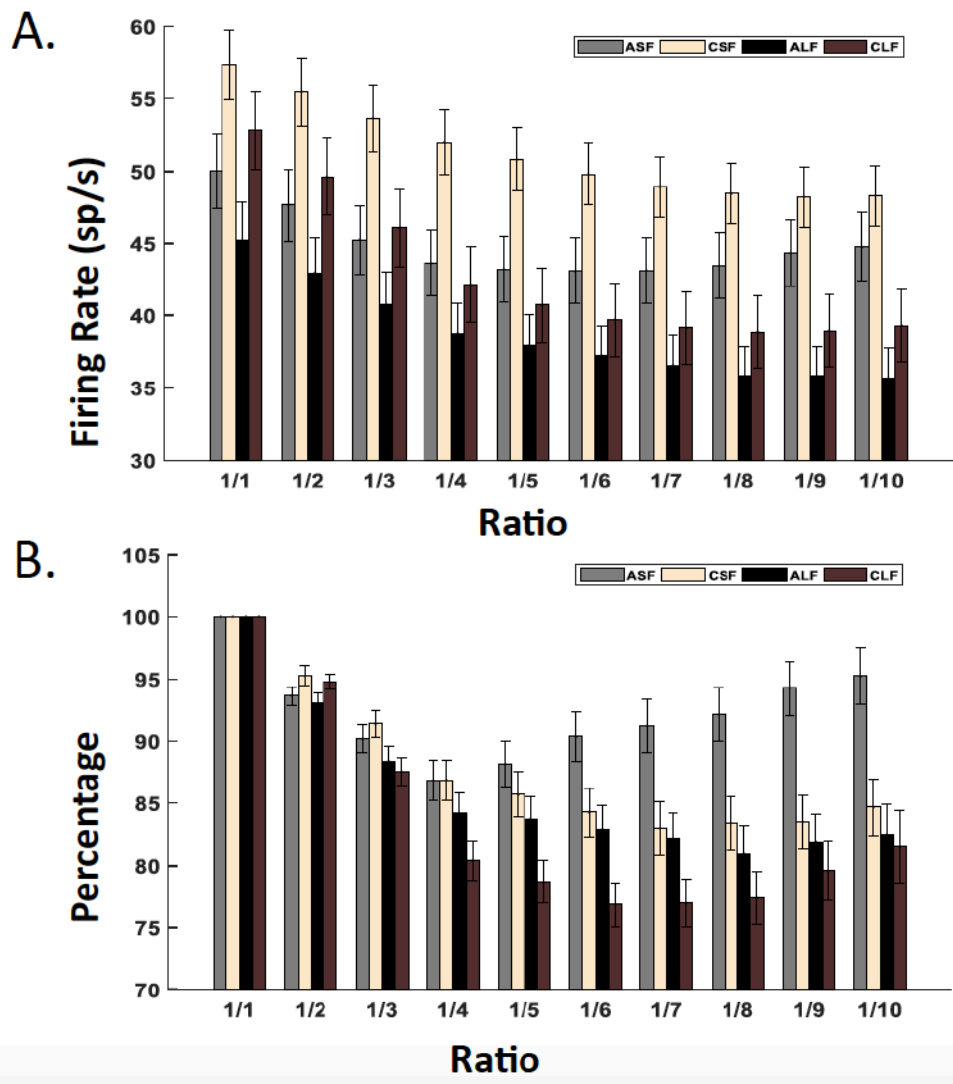 A.
ASF CSF ALF CLF
60
55
50
45
40
35
30
Firing Rate (sp/s)
1/1 1/2 1/3 1/4 1/5 1/6 1/7 1/8 1/9 1/10
Ratio
B.
ASF CSF ALF CLF
105
100
95
90
85
80
75
70
Percentage
1/1 1/2 1/3 1/4 1/5 1/6 1/7 1/8 1/9 1/10
Ratio